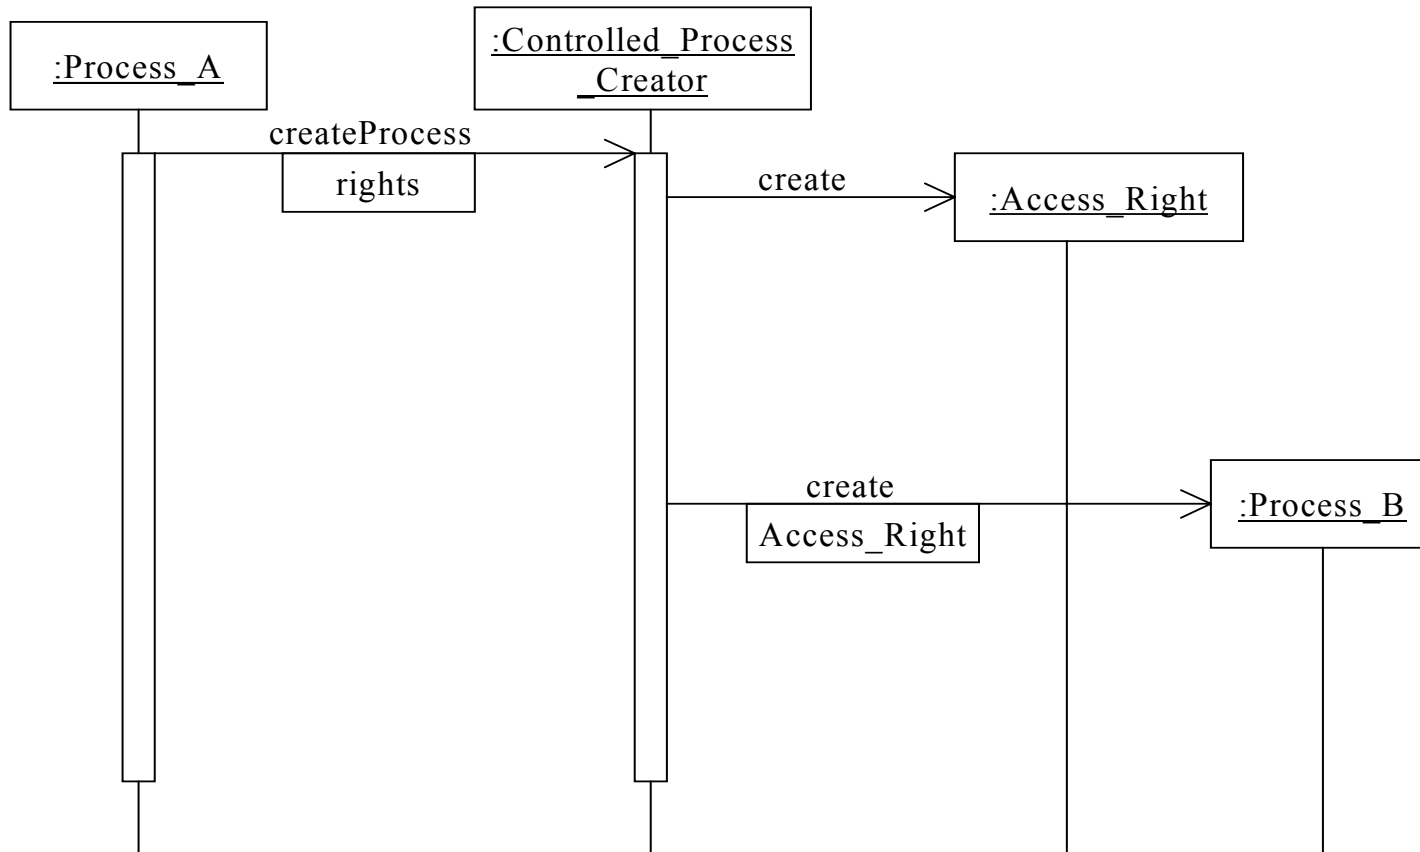 :Process_A
:Controlled_Process
_Creator
createProcess
rights
create
:Access_Right
create
Access_Right
:Process_B